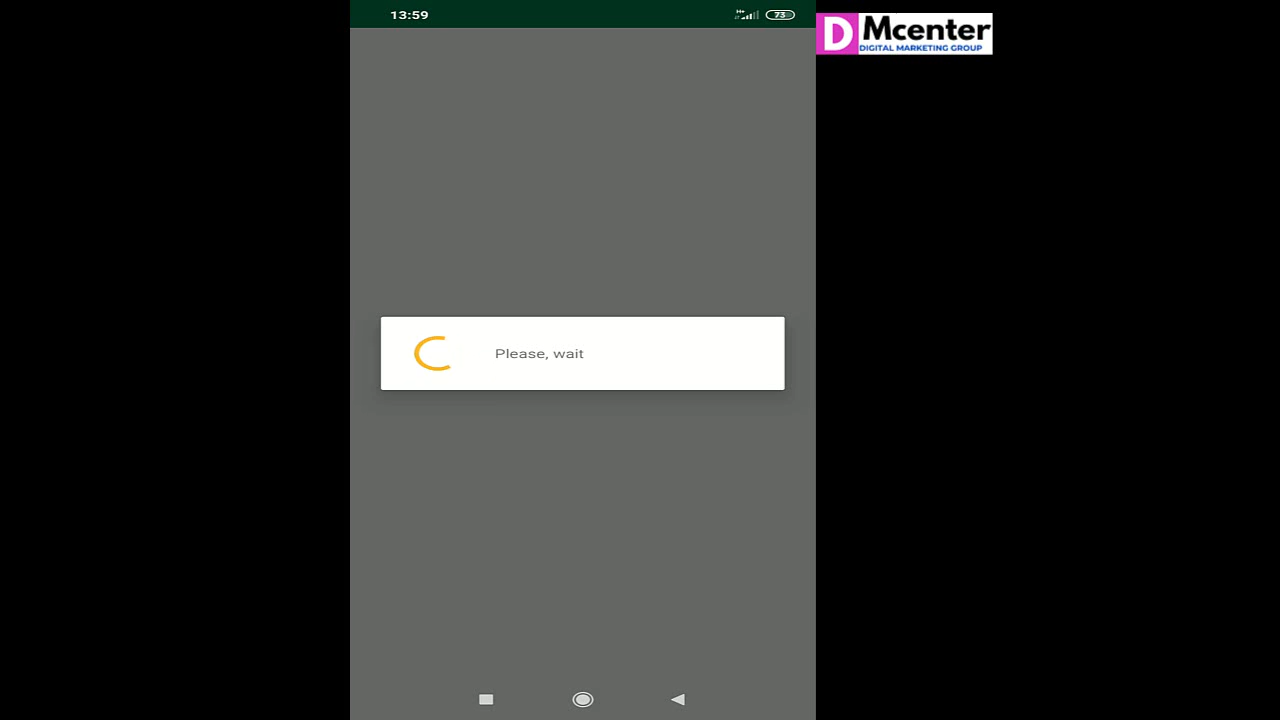 13:59
H+
73
DMcenter
DIGITAL MARKETING GROUP
Please, wait